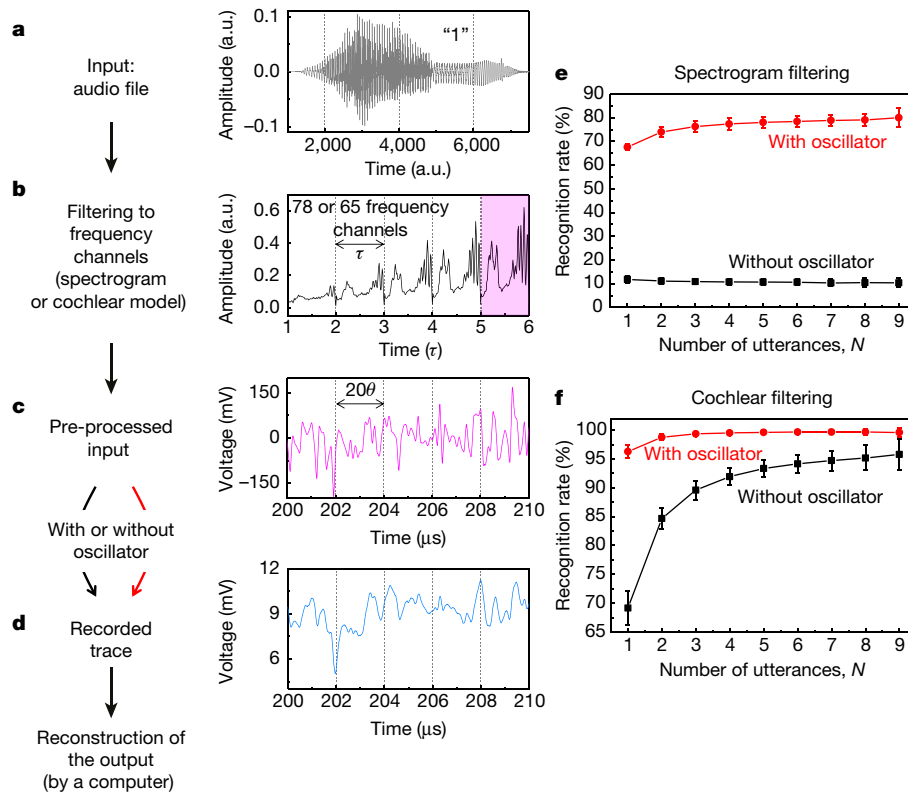 a
Input:
audio file
b
Filtering to
frequency
channels
(spectrogram
or cochlear model)
c
Pre-processed
input
With or without
oscillator
d
Recorded
trace
Reconstruction of
the output
(by a computer)
Amplitude (a.u.)
0.1
0.0
−0.1
"1"
2,000 4,000 6,000
Time (a.u.)
Amplitude (a.u.)
0.6
0.4
0.2
0.0
78 or 65 frequency
channels
τ
1 2 3 4 5 6
Time (τ)
Voltage (mV)
150
0
−150
20θ
200 202 204 206 208 210
Time (µs)
Voltage (mV)
12
9
6
200 202 204 206 208 210
Time (µs)
e
Spectrogram filtering
Recognition rate (%)
90
80
70
60
50
40
30
20
10
0
With oscillator
Without oscillator
1 2 3 4 5 6 7 8 9
Number of utterances, N
f
Cochlear filtering
Recognition rate (%)
100
95
90
85
80
75
70
65
With oscillator
Without oscillator
1 2 3 4 5 6 7 8 9
Number of utterances, N